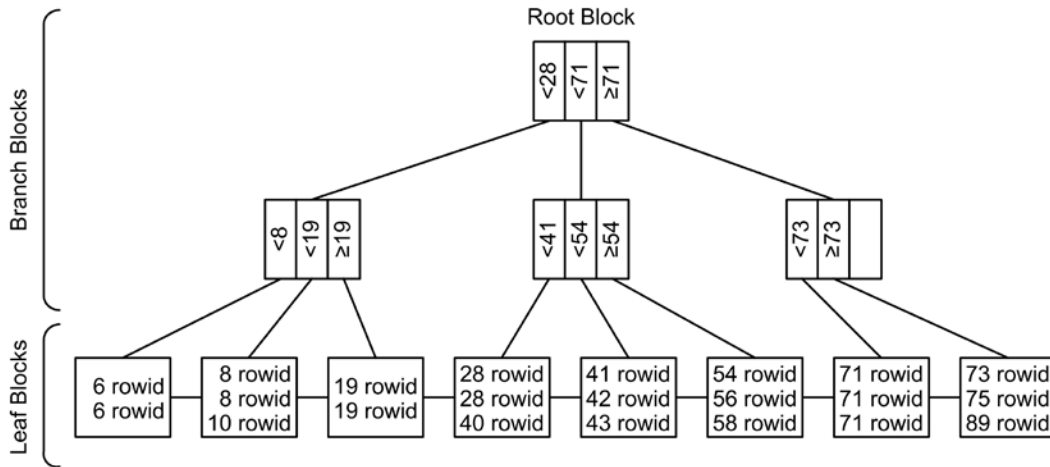 Root Block
<28 <71 ≥71
Branch Blocks
<8 <19 ≥19
<41 <54 ≥54
<73 ≥73
Leaf Blocks
6 rowid
6 rowid
8 rowid
8 rowid
10 rowid
19 rowid
19 rowid
28 rowid
28 rowid
40 rowid
41 rowid
42 rowid
43 rowid
54 rowid
56 rowid
58 rowid
71 rowid
71 rowid
71 rowid
73 rowid
75 rowid
89 rowid